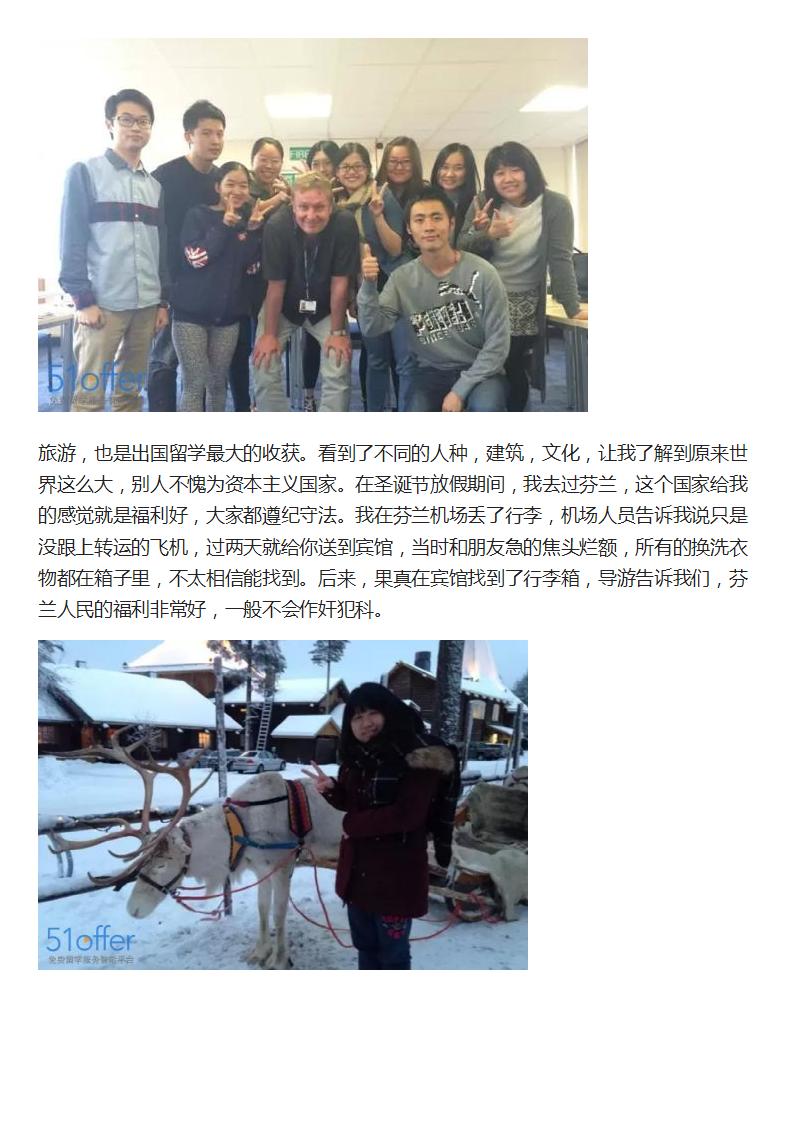 51offer
免费留学服务智能平台
旅游，也是出国留学最大的收获。看到了不同的人种，建筑，文化，让我了解到原来世
界这么大，别人不愧为资本主义国家。在圣诞节放假期间，我去过芬兰，这个国家给我
的感觉就是福利好，大家都遵纪守法。我在芬兰机场丢了行李，机场人员告诉我说只是
没跟上转运的飞机，过两天就给你送到宾馆，当时和朋友急的焦头烂额，所有的换洗衣
物都在箱子里，不太相信能找到。后来，果真在宾馆找到了行李箱，导游告诉我们，芬
兰人民的福利非常好，一般不会作奸犯科。
51offer
免费留学服务智能平台